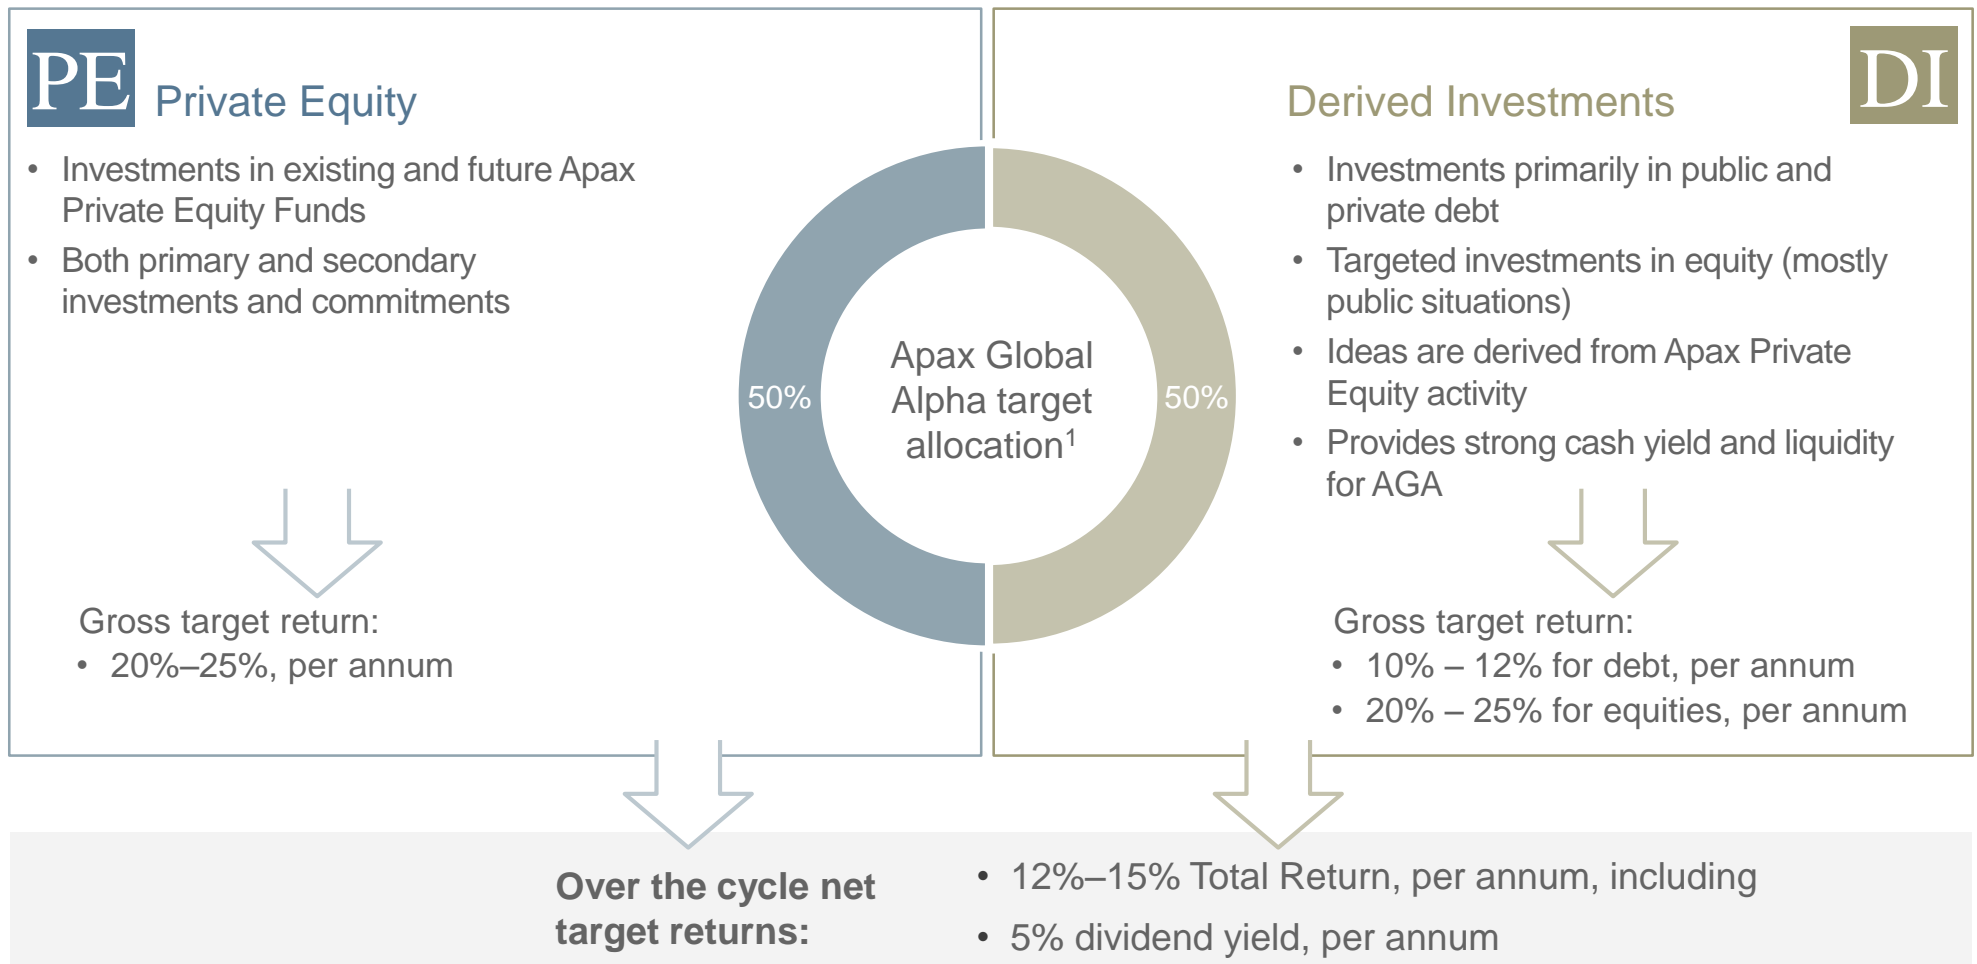 PE
Private Equity
• Investments in existing and future Apax
Private Equity Funds
• Both primary and secondary
investments and commitments
Gross target return:
• 20%–25%, per annum
50%
Apax Global
Alpha target
allocation¹
50%
Derived Investments
DI
• Investments primarily in public and
private debt
• Targeted investments in equity (mostly
public situations)
• Ideas are derived from Apax Private
Equity activity
• Provides strong cash yield and liquidity
for AGA
Gross target return:
• 10% – 12% for debt, per annum
• 20% – 25% for equities, per annum
Over the cycle net
target returns:
• 12%–15% Total Return, per annum, including
• 5% dividend yield, per annum